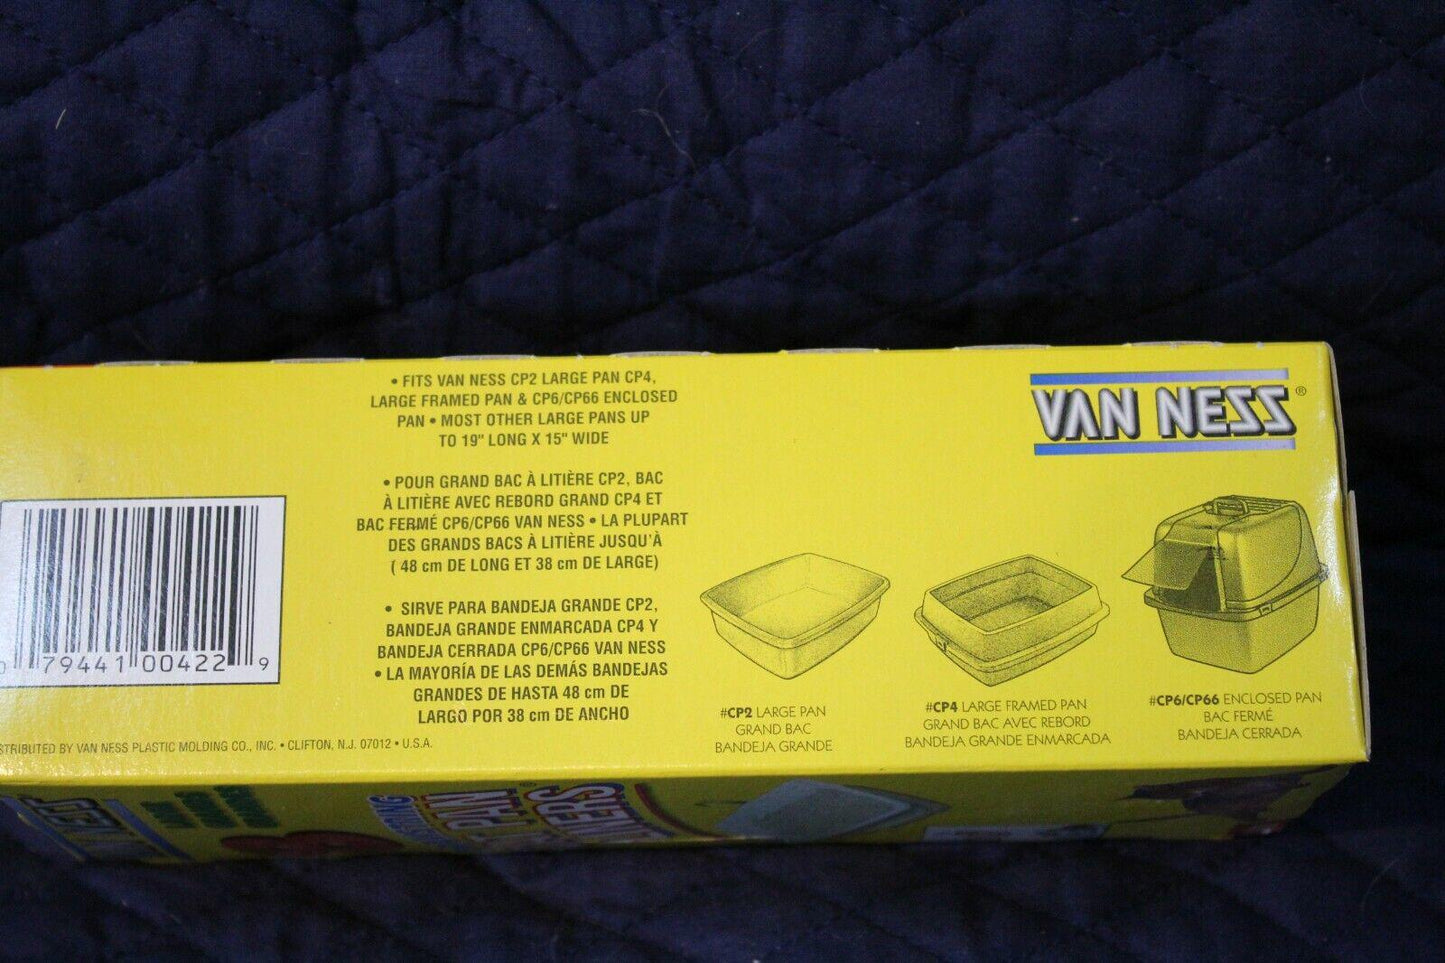 • FITS VAN NESS CP2 LARGE PAN CP4,
LARGE FRAMED PAN & CP6/CP66 ENCLOSED
PAN • MOST OTHER LARGE PANS UP
TO 19" LONG X 15" WIDE
• POUR GRAND BAC À LITIÈRE CP2, BAC
À LITIÈRE AVEC REBORD GRAND CP4 ET
BAC FERMÉ CP6/CP66 VAN NESS • LA PLUPART
DES GRANDS BACS À LITIÈRE JUSQU'À
( 48 cm DE LONG ET 38 cm DE LARGE)
• SIRVE PARA BANDEJA GRANDE CP2,
BANDEJA GRANDE ENMARCADA CP4 Y
BANDEJA CERRADA CP6/CP66 VAN NESS
• LA MAYORÍA DE LAS DEMÁS BANDEJAS
GRANDES DE HASTA 48 cm DE
LARGO POR 38 cm DE ANCHO
0 79441 00422 9
STRIBUTED BY VAN NESS PLASTIC MOLDING CO., INC. • CLIFTON, N.J. 07012 • U.S.A.
VAN NESS®
#CP2 LARGE PAN
GRAND BAC
BANDEJA GRANDE
#CP4 LARGE FRAMED PAN
GRAND BAC AVEC REBORD
BANDEJA GRANDE ENMARCADA
#CP6/CP66 ENCLOSED PAN
BAC FERMÉ
BANDEJA CERRADA
PAN